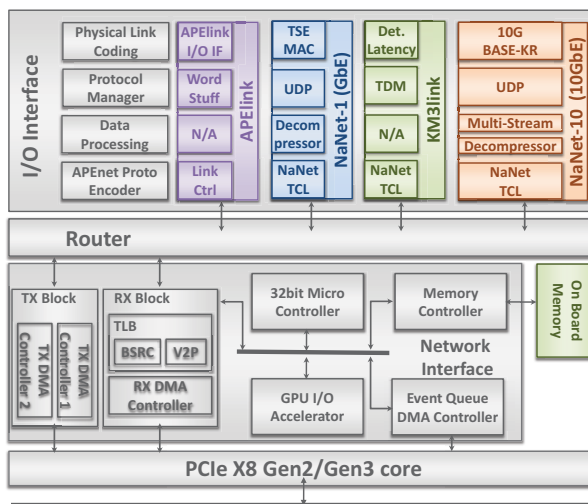 I/O Interface
Physical Link
Coding
Protocol
Manager
Data
Processing
APEnet Proto
Encoder
APElink
I/O IF
Word
Stuff
N/A
Link
Ctrl
APElink
TSE
MAC
UDP
Decom
pressor
NaNet
TCL
NaNet-1 (GbE)
Det.
Latency
TDM
N/A
NaNet
TCL
KM3link
10G
BASE-KR
UDP
Multi-Stream
Decompressor
NaNet
TCL
NaNet-10 (10GbE)
Router
TX Block
TX DMA
Controller 2
TX DMA
Controller 1
RX Block
TLB
BSRC
V2P
RX DMA
Controller
32bit Micro
Controller
Memory
Controller
On Board
Memory
Network
Interface
GPU I/O
Accelerator
Event Queue
DMA Controller
PCIe X8 Gen2/Gen3 core